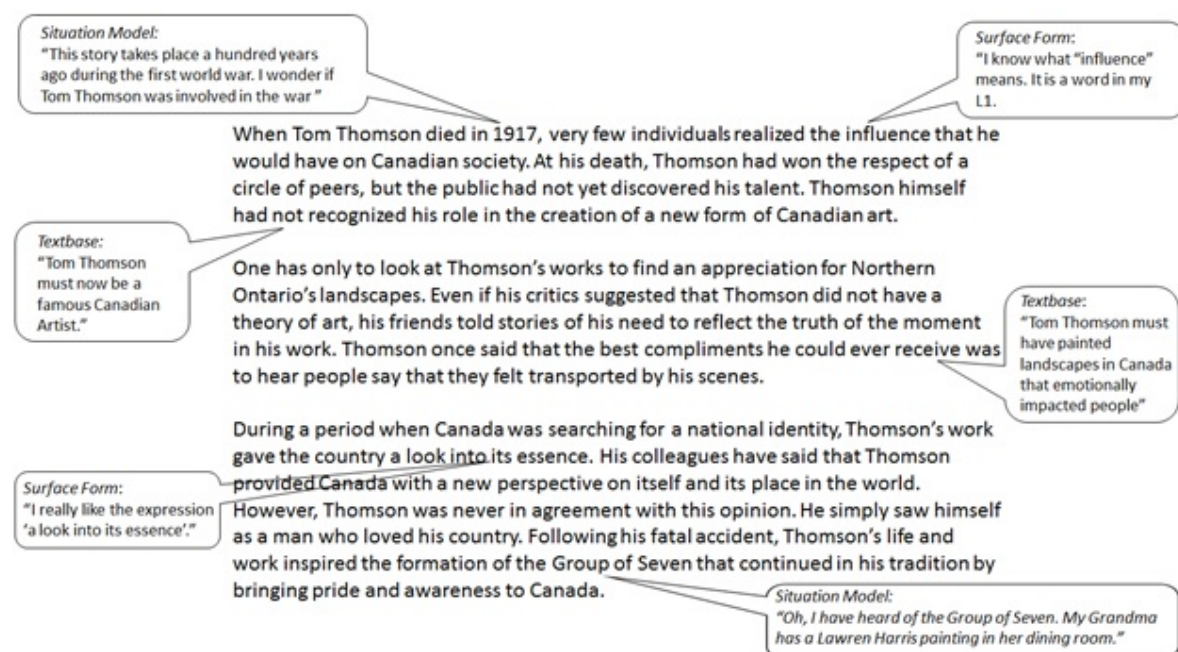 Situation Model:
“This story takes place a hundred years
ago during the first world war. I wonder if
Tom Thomson was involved in the war ”
Surface Form:
“I know what “influence”
means. It is a word in my
L1.
When Tom Thomson died in 1917, very few individuals realized the influence that he
would have on Canadian society. At his death, Thomson had won the respect of a
circle of peers, but the public had not yet discovered his talent. Thomson himself
had not recognized his role in the creation of a new form of Canadian art.
Textbase:
“Tom Thomson
must now be a
famous Canadian
Artist.”
One has only to look at Thomson’s works to find an appreciation for Northern
Ontario’s landscapes. Even if his critics suggested that Thomson did not have a
theory of art, his friends told stories of his need to reflect the truth of the moment
in his work. Thomson once said that the best compliments he could ever receive was
to hear people say that they felt transported by his scenes.
Textbase:
“Tom Thomson must
have painted
landscapes in Canada
that emotionally
impacted people”
During a period when Canada was searching for a national identity, Thomson’s work
gave the country a look into its essence. His colleagues have said that Thomson
provided Canada with a new perspective on itself and its place in the world.
However, Thomson was never in agreement with this opinion. He simply saw himself
as a man who loved his country. Following his fatal accident, Thomson’s life and
work inspired the formation of the Group of Seven that continued in his tradition by
bringing pride and awareness to Canada.
Surface Form:
“I really like the expression
‘a look into its essence’.”
Situation Model:
“Oh, I have heard of the Group of Seven. My Grandma
has a Lawren Harris painting in her dining room.”